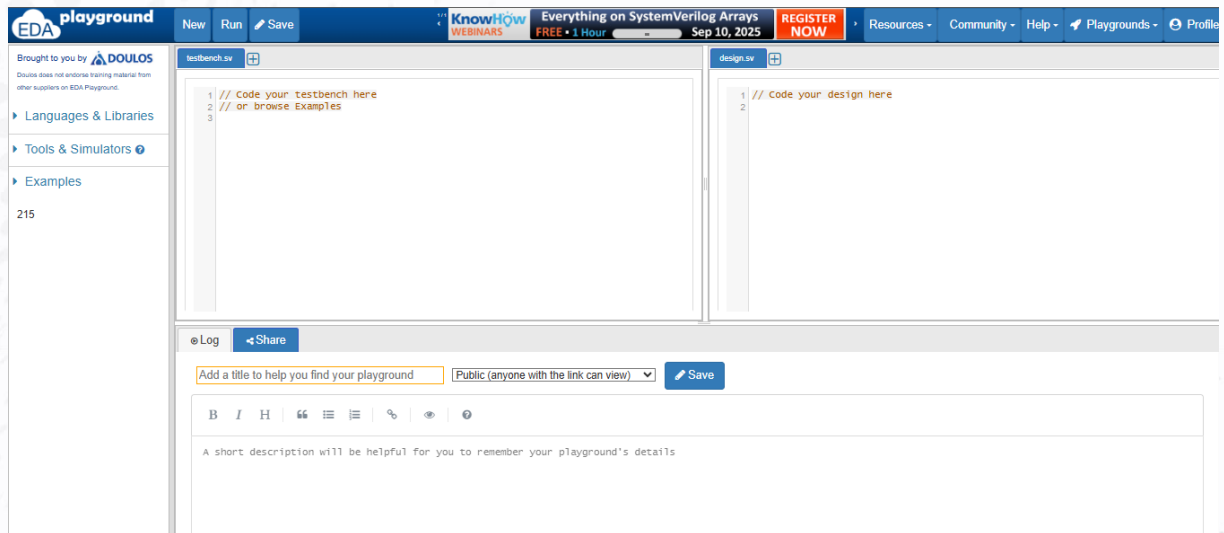 EDA playground
New Run Save
1/1
KnowHow WEBINARS
Everything on SystemVerilog Arrays
FREE • 1 Hour Sep 10, 2025
REGISTER NOW
Resources Community Help Playgrounds Profile
Brought to you by DOULOS
Doulos does not endorse training material from
other suppliers on EDA Playground.
Languages & Libraries
Tools & Simulators
Examples
215
testbench.sv
1 // Code your testbench here
2 // or browse Examples
3
design.sv
1 // Code your design here
2
Log Share
Add a title to help you find your playground Public (anyone with the link can view) Save
B I H
A short description will be helpful for you to remember your playground's details